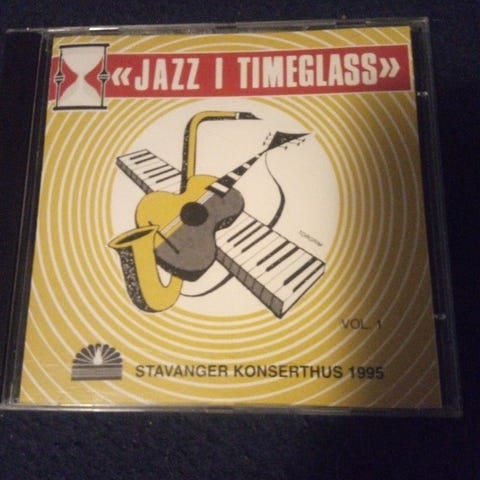 «JAZZ I TIMEGLASS»
VOL. 1
STAVANGER KONSERTHUS 1995